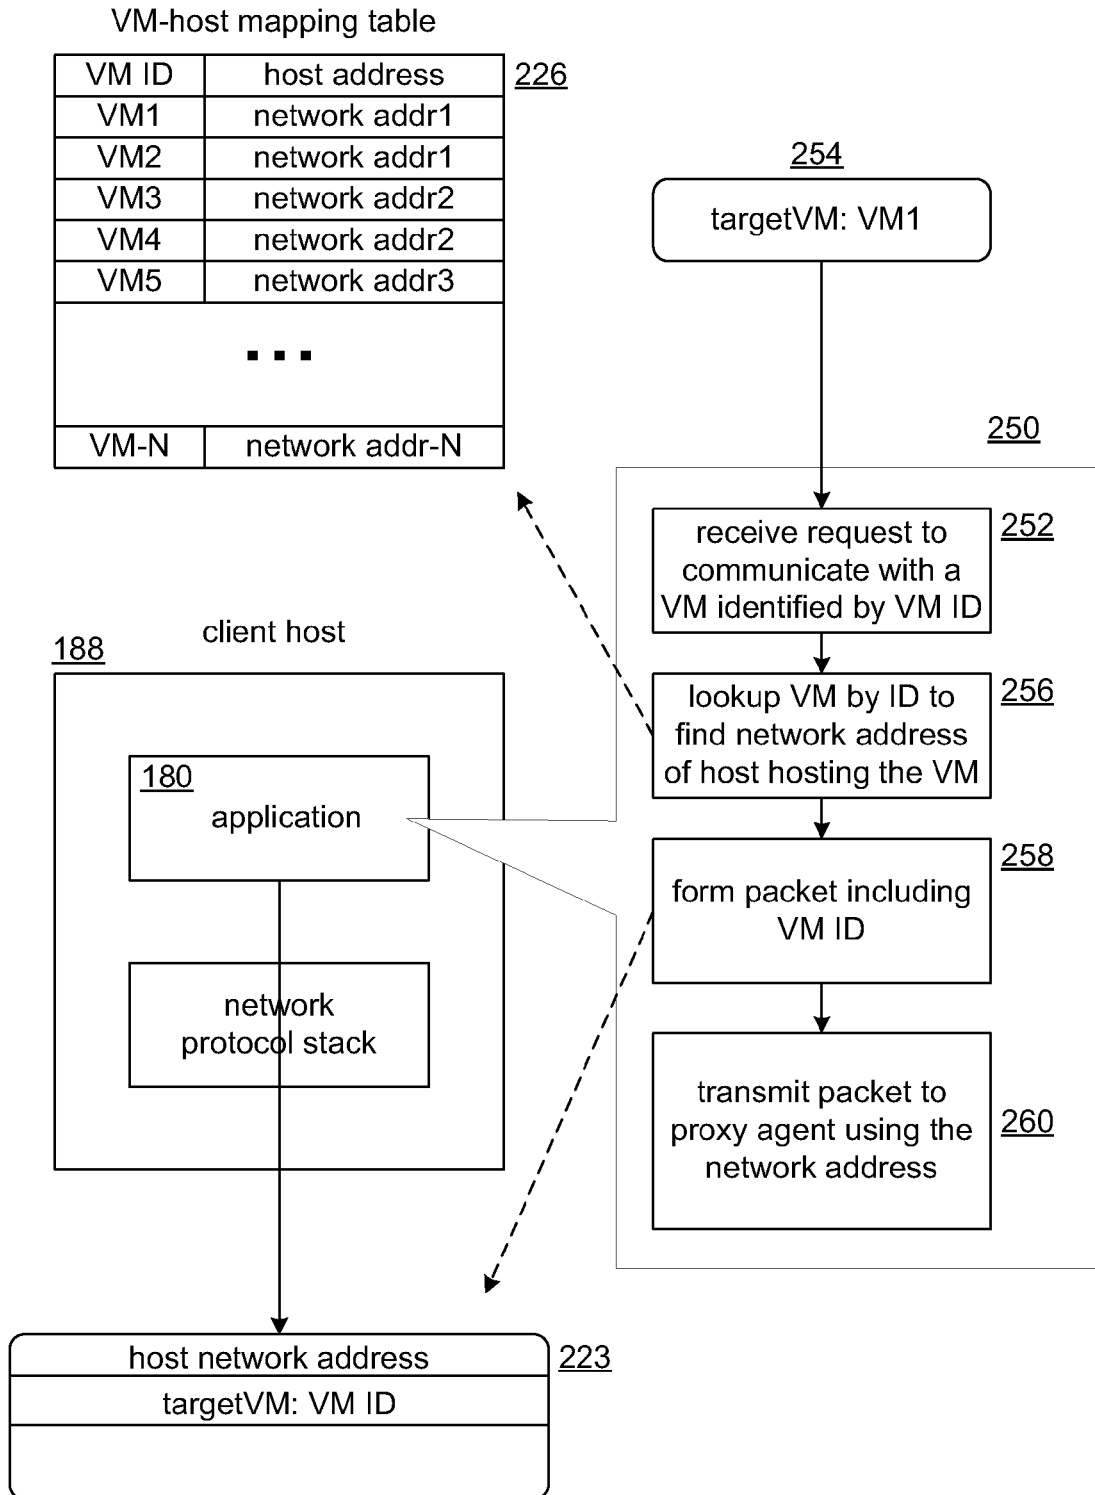 VM-host mapping table
VM ID host address 226
VM1 network addr1
VM2 network addr1
VM3 network addr2
VM4 network addr2
VM5 network addr3
...
VM-N network addr-N
254
targetVM: VM1
250
252
receive request to
communicate with a
VM identified by VM ID
256
lookup VM by ID to
find network address
of host hosting the VM
258
form packet including
VM ID
260
transmit packet to
proxy agent using the
network address
client host
188
180
application
network
protocol stack
host network address
223
targetVM: VM ID